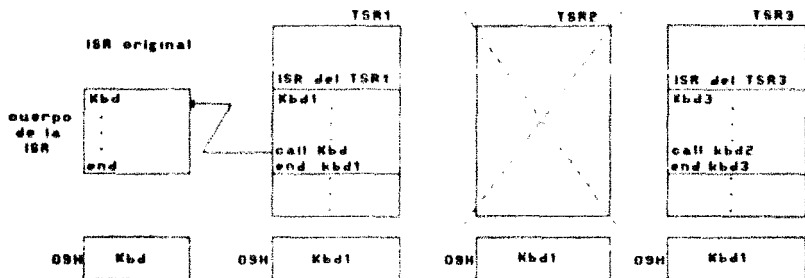 TSR1
TSR2
TSR3
ISR original
ISR del TSR1
ISR del TSR3
Kbd
Kbd1
Kbd3
cuerpo
de la
ISR
call Kbd
call kbd2
end
end kbd1
end kbd3
09H Kbd
09H Kbd1
09H Kbd1
09H Kbd1